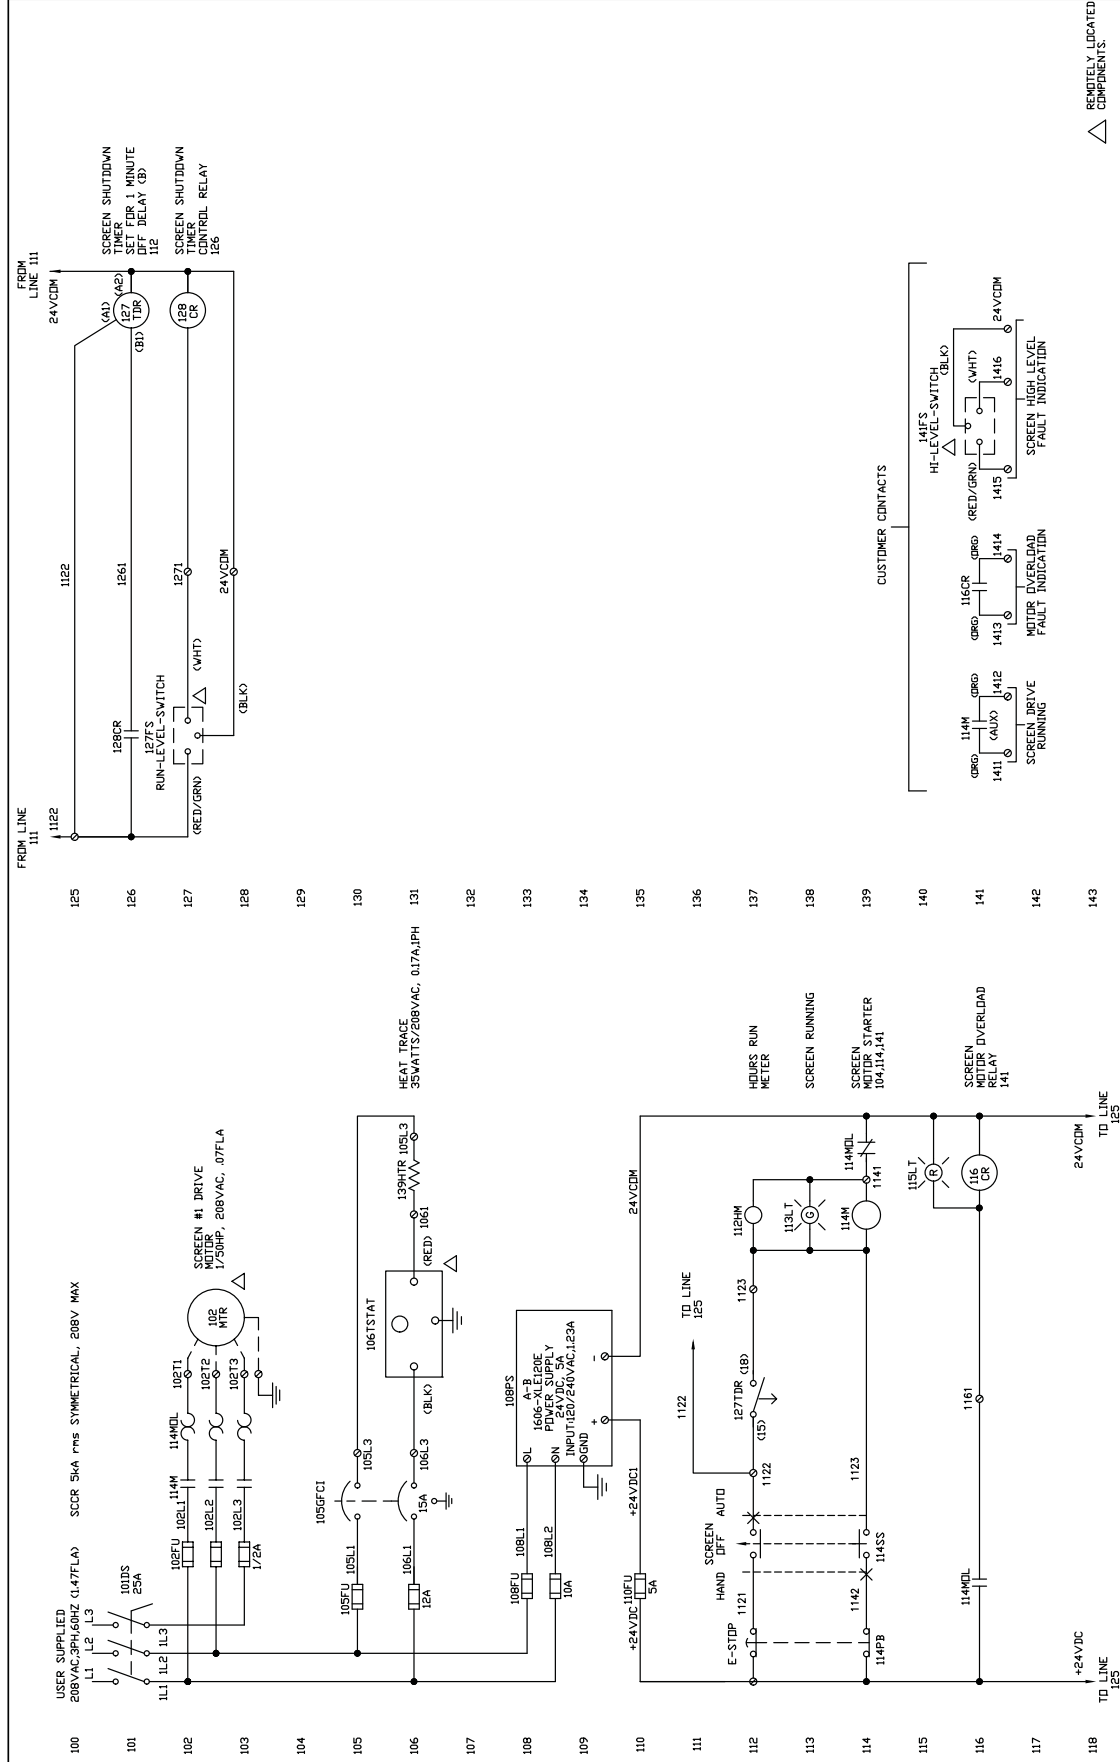 USER SUPPLIED
208VAC,3PH,60HZ (1.47FLA)
SCCR 5kA rms SYMMETRICAL, 208V MAX
100
L1
L2
L3
101DS
25A
101
1L1
1L2
1L3
102FU
102L1
114M
114MOL
102T1
SCREEN #1 DRIVE
MOTOR
1/50HP, 208VAC, .07FLA
102
102L2
102T2
102
MTR
103
1/2A
102L3
102T3
104
105GFCI
105
105FU
105L1
105L3
106TSTAT
HEAT TRACE
35WATTS/208VAC, 0.17A,1PH
106
12A
106L1
15A
106L3
(BLK)
(RED)
1061
139HTR
105L3
107
108PS
A-B
1606-XLE120E
POWER SUPPLY
24VDC, 5A
INPUT:120/240VAC,1.23A
L
N
GND
+
-
108
108FU
108L1
109
10A
108L2
110
+24VDC
110FU
5A
+24VDC1
24VCOM
111
1122
TO LINE
125
112
E-STOP
1121
HAND
SCREEN
OFF
AUTO
1122
(15)
127TDR
(18)
1123
112HM
HOURS RUN
METER
113
113LT
G
SCREEN RUNNING
114
114PB
1142
114SS
1123
114M
1141
114MOL
SCREEN
MOTOR STARTER
104,114,141
115
115LT
R
116
114MOL
1161
116
CR
SCREEN
MOTOR OVERLOAD
RELAY
141
117
118
+24VDC
TO LINE
125
24VCOM
TO LINE
125
FROM LINE
111
1122
FROM
LINE 111
24VCOM
125
1122
(A1)
(A2)
126
128CR
1261
(B1)
127
TDR
SCREEN SHUTDOWN
TIMER
SET FOR 1 MINUTE
OFF DELAY (B)
112
127
127FS
RUN-LEVEL-SWITCH
(RED/GRN)
(WHT)
1271
128
CR
SCREEN SHUTDOWN
TIMER
CONTROL RELAY
126
128
(BLK)
24VCOM
129
130
131
132
133
134
135
136
137
138
139
CUSTOMER CONTACTS
140
141
142
143
(ORG)
114M
(AUX)
(ORG)
1411
1412
SCREEN DRIVE
RUNNING
(ORG)
116CR
(ORG)
1413
1414
MOTOR OVERLOAD
FAULT INDICATION
141FS
HI-LEVEL-SWITCH
(RED/GRN)
(WHT)
(BLK)
1415
1416
24VCOM
SCREEN HIGH LEVEL
FAULT INDICATION
REMOTELY LOCATED
COMPONENTS.